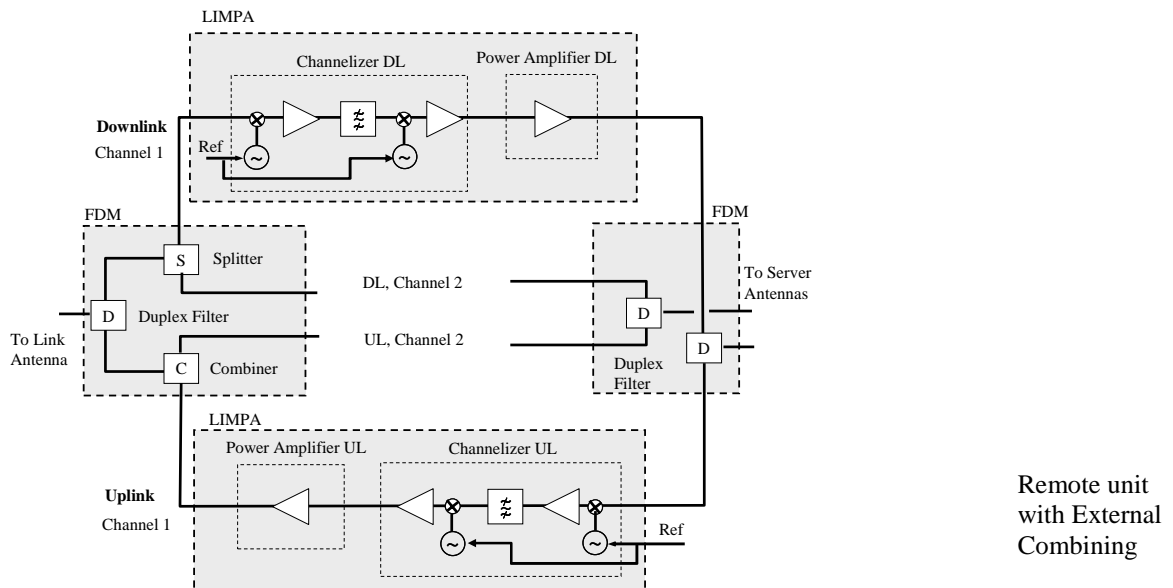 LIMPA
Channelizer DL
Power Amplifier DL
Downlink
Channel 1
Ref
~
~
FDM
FDM
S
Splitter
DL, Channel 2
To Server
Antennas
D
Duplex Filter
D
To Link
Antenna
UL, Channel 2
D
C
Combiner
Duplex
Filter
LIMPA
Power Amplifier UL
Channelizer UL
Uplink
Channel 1
Ref
~
~
Remote unit
with External
Combining